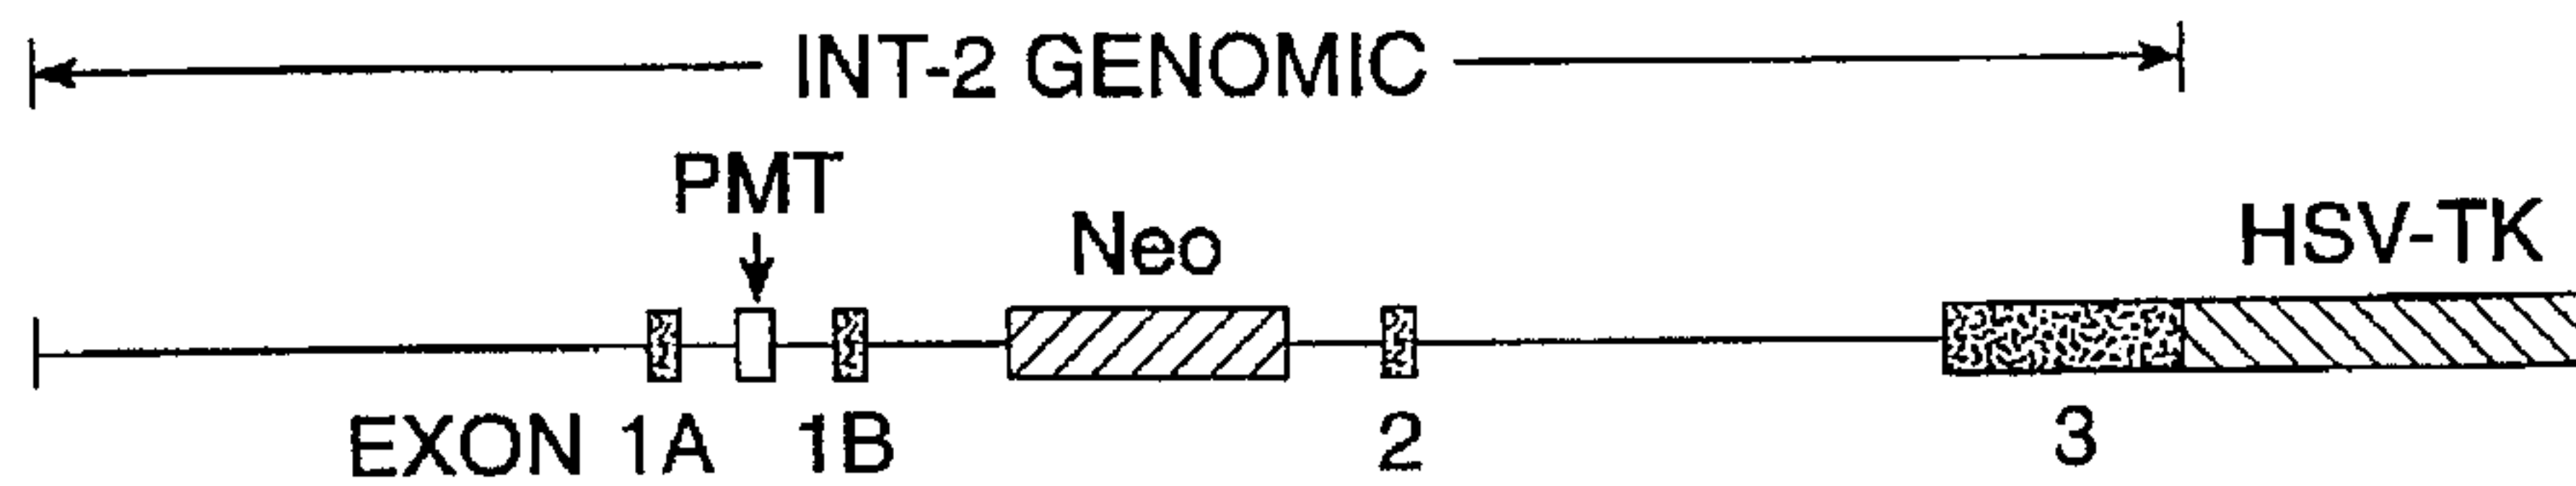 INT-2 GENOMIC
PMT
Neo
HSV-TK
EXON 1A 1B 2 3